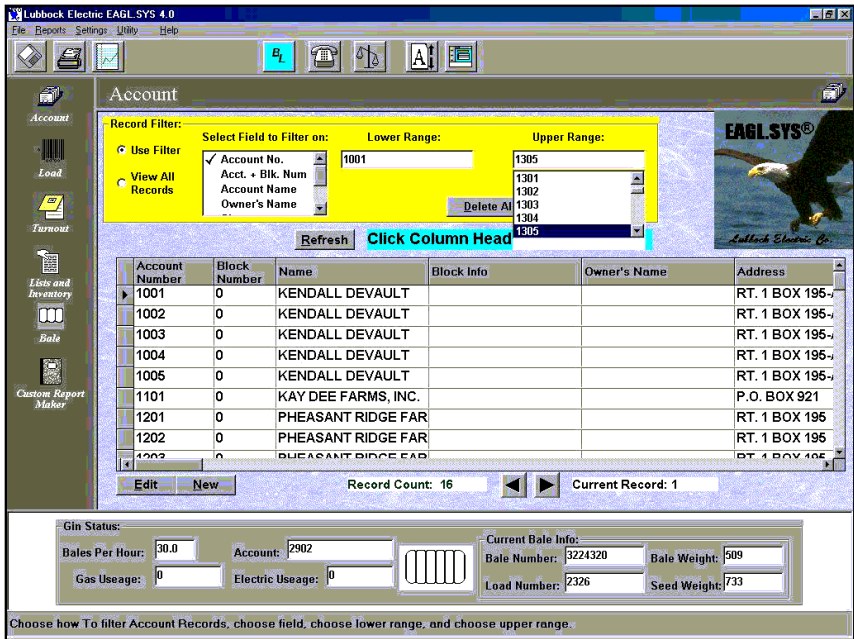 Lubbock Electric EAGL.SYS 4.0
File Reports Settings Utility Help
BL
A
Account
Account
Load
Turnout
Lists and
Inventory
Bale
Custom Report
Maker
Record Filter:
Use Filter
View All
Records
Select Field to Filter on:
Account No.
Acct. + Blk. Num
Account Name
Owner's Name
Lower Range:
1001
Upper Range:
1305
1301
1302
1303
1304
1305
Delete Al
EAGL.SYS®
Lubbock Electric Co.
Refresh
Click Column Head
Account Number Block Number Name Block Info Owner's Name Address
1001 0 KENDALL DEVAULT RT. 1 BOX 195-
1002 0 KENDALL DEVAULT RT. 1 BOX 195-
1003 0 KENDALL DEVAULT RT. 1 BOX 195-
1004 0 KENDALL DEVAULT RT. 1 BOX 195-
1005 0 KENDALL DEVAULT RT. 1 BOX 195-
1101 0 KAY DEE FARMS, INC. P.O. BOX 921
1201 0 PHEASANT RIDGE FAR RT. 1 BOX 195
1202 0 PHEASANT RIDGE FAR RT. 1 BOX 195
1203 0 PHEASANT RIDGE FAR RT. 1 BOX 195
Edit New Record Count: 16 Current Record: 1
Gin Status:
Bales Per Hour: 30.0 Account: 2902
Gas Useage: 0 Electric Useage: 0
Current Bale Info:
Bale Number: 3224320 Bale Weight: 509
Load Number: 2326 Seed Weight: 733
Choose how To filter Account Records, choose field, choose lower range, and choose upper range.